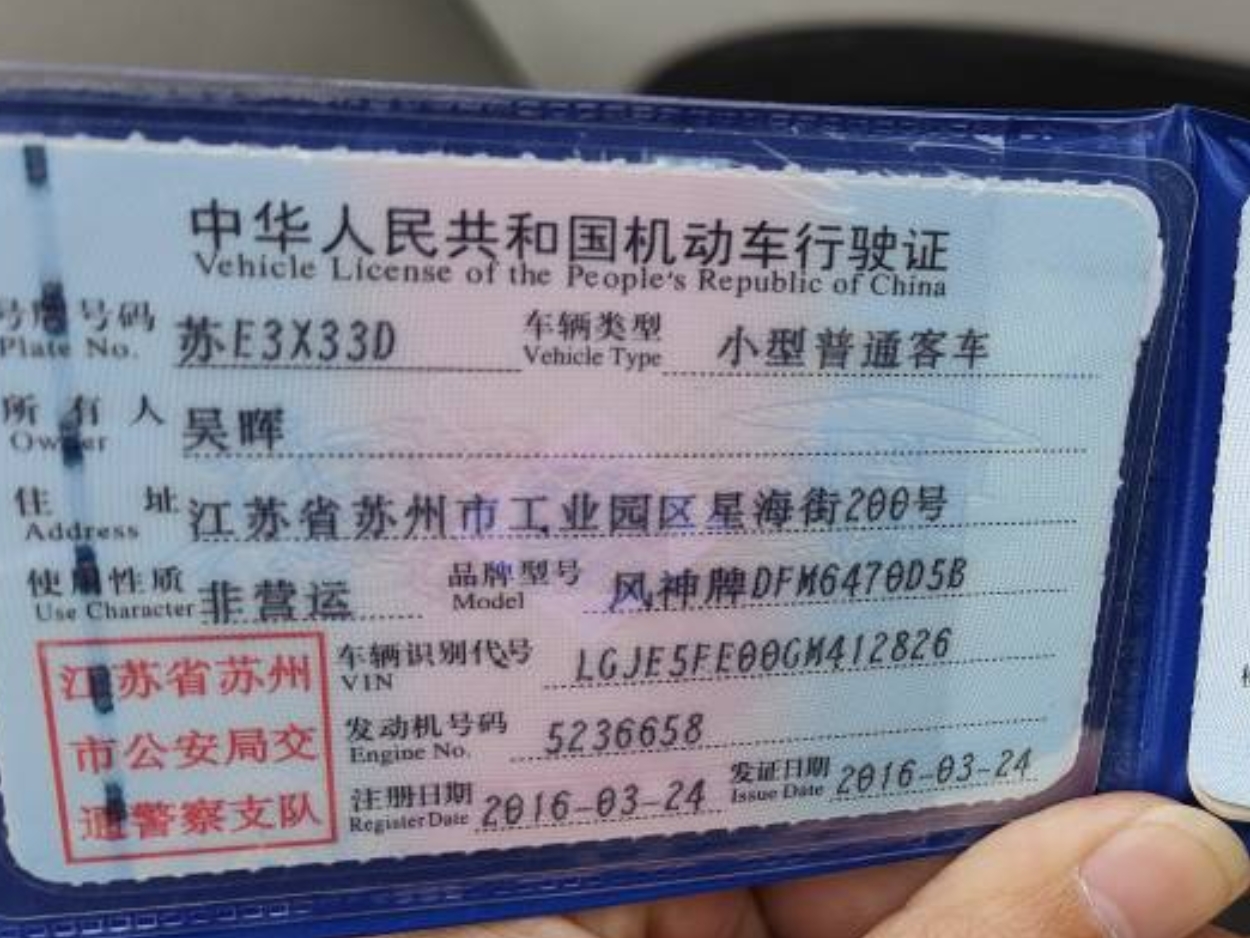 中华人民共和国机动车行驶证
Vehicle License of the People's Republic of China
号牌号码 苏E3X33D 车辆类型 小型普通客车
Plate No. Vehicle Type
所有人 吴晖
Owner
住址 江苏省苏州市工业园区星海街200号
Address
使用性质 非营运 品牌型号 风神牌DFM6470D5B
Use Character Model
车辆识别代号 LGJE5FE00GM412826
VIN
发动机号码 5236658
Engine No.
注册日期 2016-03-24 发证日期 2016-03-24
Register Date Issue Date
江苏省苏州
市公安局交
通警察支队